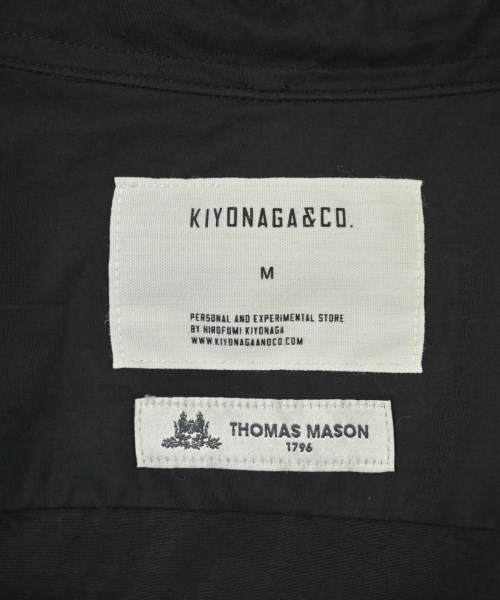 KIYONAGA&CO.
M
PERSONAL AND EXPERIMENTAL STORE
BY HIROFUMI KIYONAGA
WWW.KIYONAGAANDCO.COM
THOMAS MASON
1796